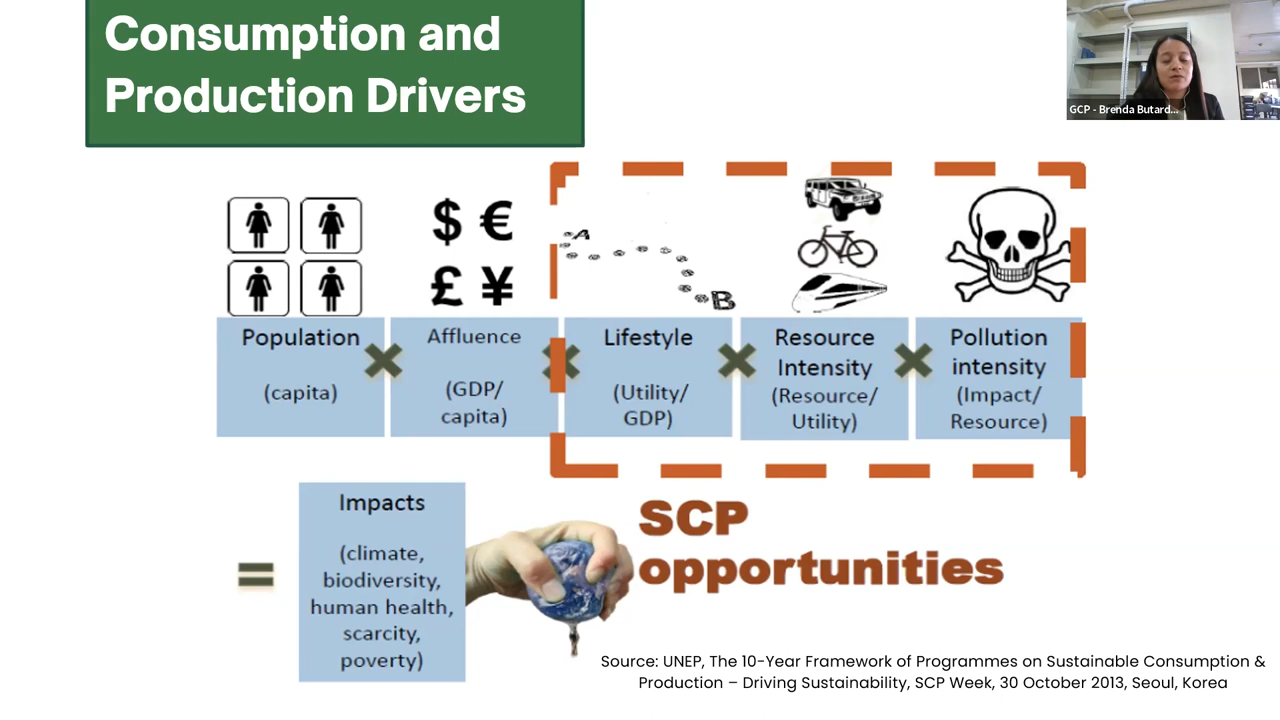 Consumption and
Production Drivers
GCP - Brenda Butard...
$ €
£ ¥
A
B
Population
(capita)
Affluence
(GDP/
capita)
Lifestyle
(Utility/
GDP)
Resource
Intensity
(Resource/
Utility)
Pollution
intensity
(Impact/
Resource)
=
Impacts
(climate,
biodiversity,
human health,
scarcity,
poverty)
SCP
opportunities
Source: UNEP, The 10-Year Framework of Programmes on Sustainable Consumption &
Production – Driving Sustainability, SCP Week, 30 October 2013, Seoul, Korea